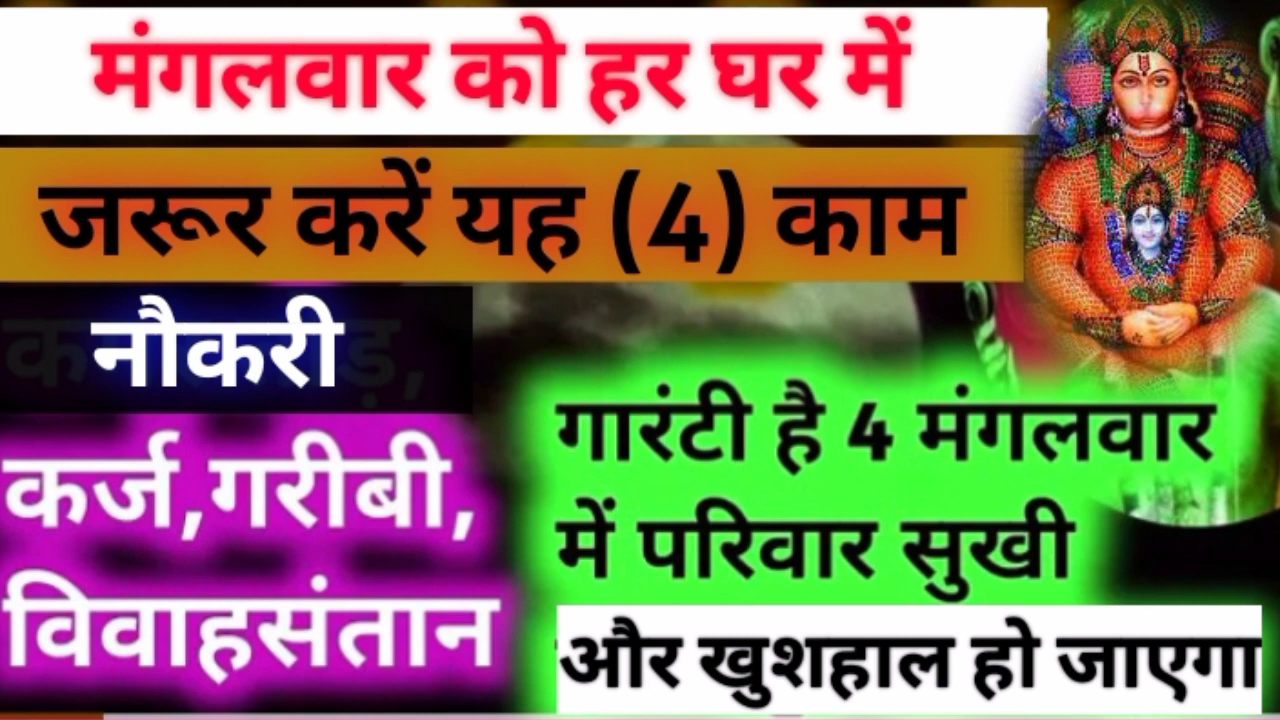 मंगलवार को हर घर में
जरूर करें यह (4) काम
नौकरी
कर्ज,गरीबी,
विवाहसंतान
गारंटी है 4 मंगलवार
में परिवार सुखी
और खुशहाल हो जाएगा